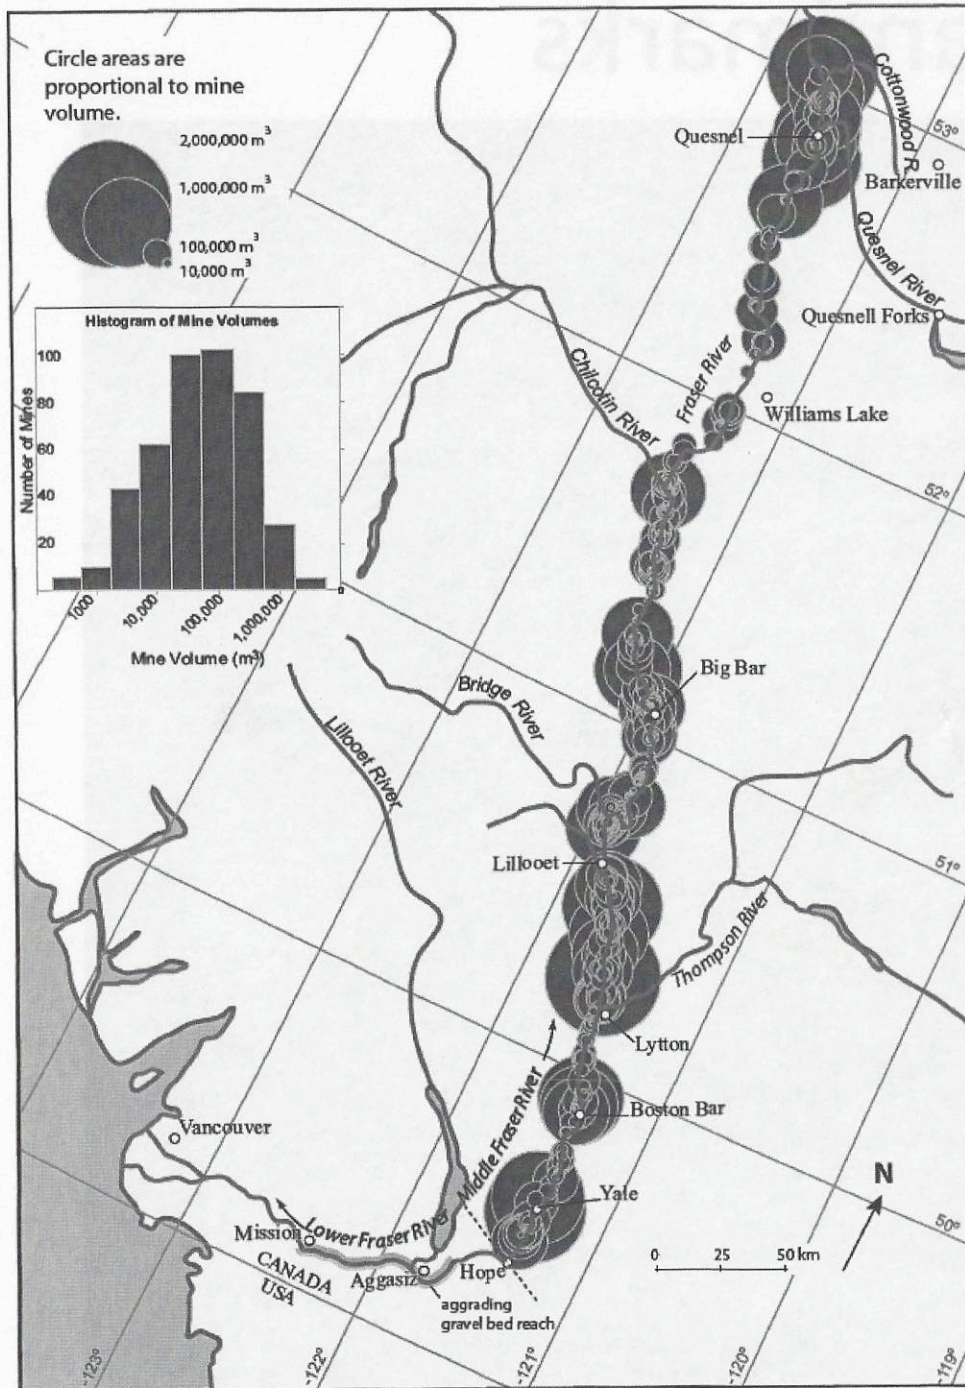 Circle areas are
proportional to mine
volume.
2,000,000 m³
1,000,000 m³
100,000 m³
10,000 m³
Histogram of Mine Volumes
Number of Mines
100
80
60
40
20
0
1000
10,000
100,000
1,000,000
Mine Volume (m³)
Cottonwood R.
53°
Quesnel
Barkerville
Quesnel River
Quesnell Forks
Chilcotin River
Fraser River
Williams Lake
52°
Big Bar
Bridge River
Lillooet River
Lillooet
51°
Thompson River
Lytton
Middle Fraser River
Boston Bar
Vancouver
Yale
N
50°
Mission
Lower Fraser River
Aggasiz
Hope
0 25 50 km
CANADA
USA
aggrading
gravel bed reach
-123°
-122°
-121°
-120°
-119°